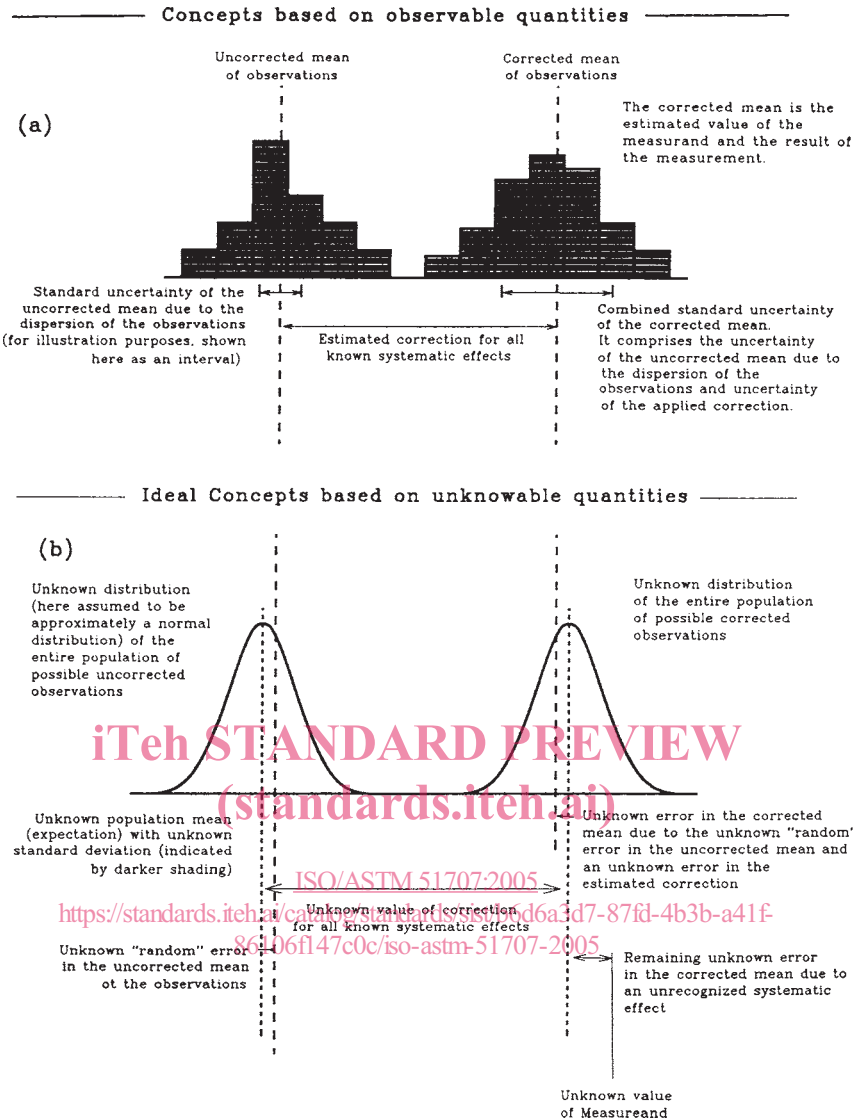 Concepts based on observable quantities
Uncorrected mean
of observations
Corrected mean
of observations
(a)
The corrected mean is the
estimated value of the
measurand and the result of
the measurement.
Standard uncertainty of the
uncorrected mean due to the
dispersion of the observations
(for illustration purposes, shown
here as an interval)
Estimated correction for all
known systematic effects
Combined standard uncertainty
of the corrected mean.
It comprises the uncertainty
of the uncorrected mean due to
the dispersion of the
observations and uncertainty
of the applied correction.
Ideal Concepts based on unknowable quantities
(b)
Unknown distribution
(here assumed to be
approximately a normal
distribution) of the
entire population of
possible uncorrected
observations
Unknown distribution
of the entire population
of possible corrected
observations
iTeh STANDARD PREVIEW
(standards.iteh.ai)
Unknown population mean
(expectation) with unknown
standard deviation (indicated
by darker shading)
Unknown error in the corrected
mean due to the unknown "random"
error in the uncorrected mean and
an unknown error in the
estimated correction
ISO/ASTM 51707:2005
https://standards.iteh.ai/catalog/standards/sist/b6d6a3d7-87fd-4b3b-a41f-
86106f147c0c/iso-astm-51707-2005
Unknown value of correction
for all known systematic effects
Unknown "random" error
in the uncorrected mean
ot the observations
Remaining unknown error
in the corrected mean due to
an unrecognized systematic
effect
Unknown value
of Measureand